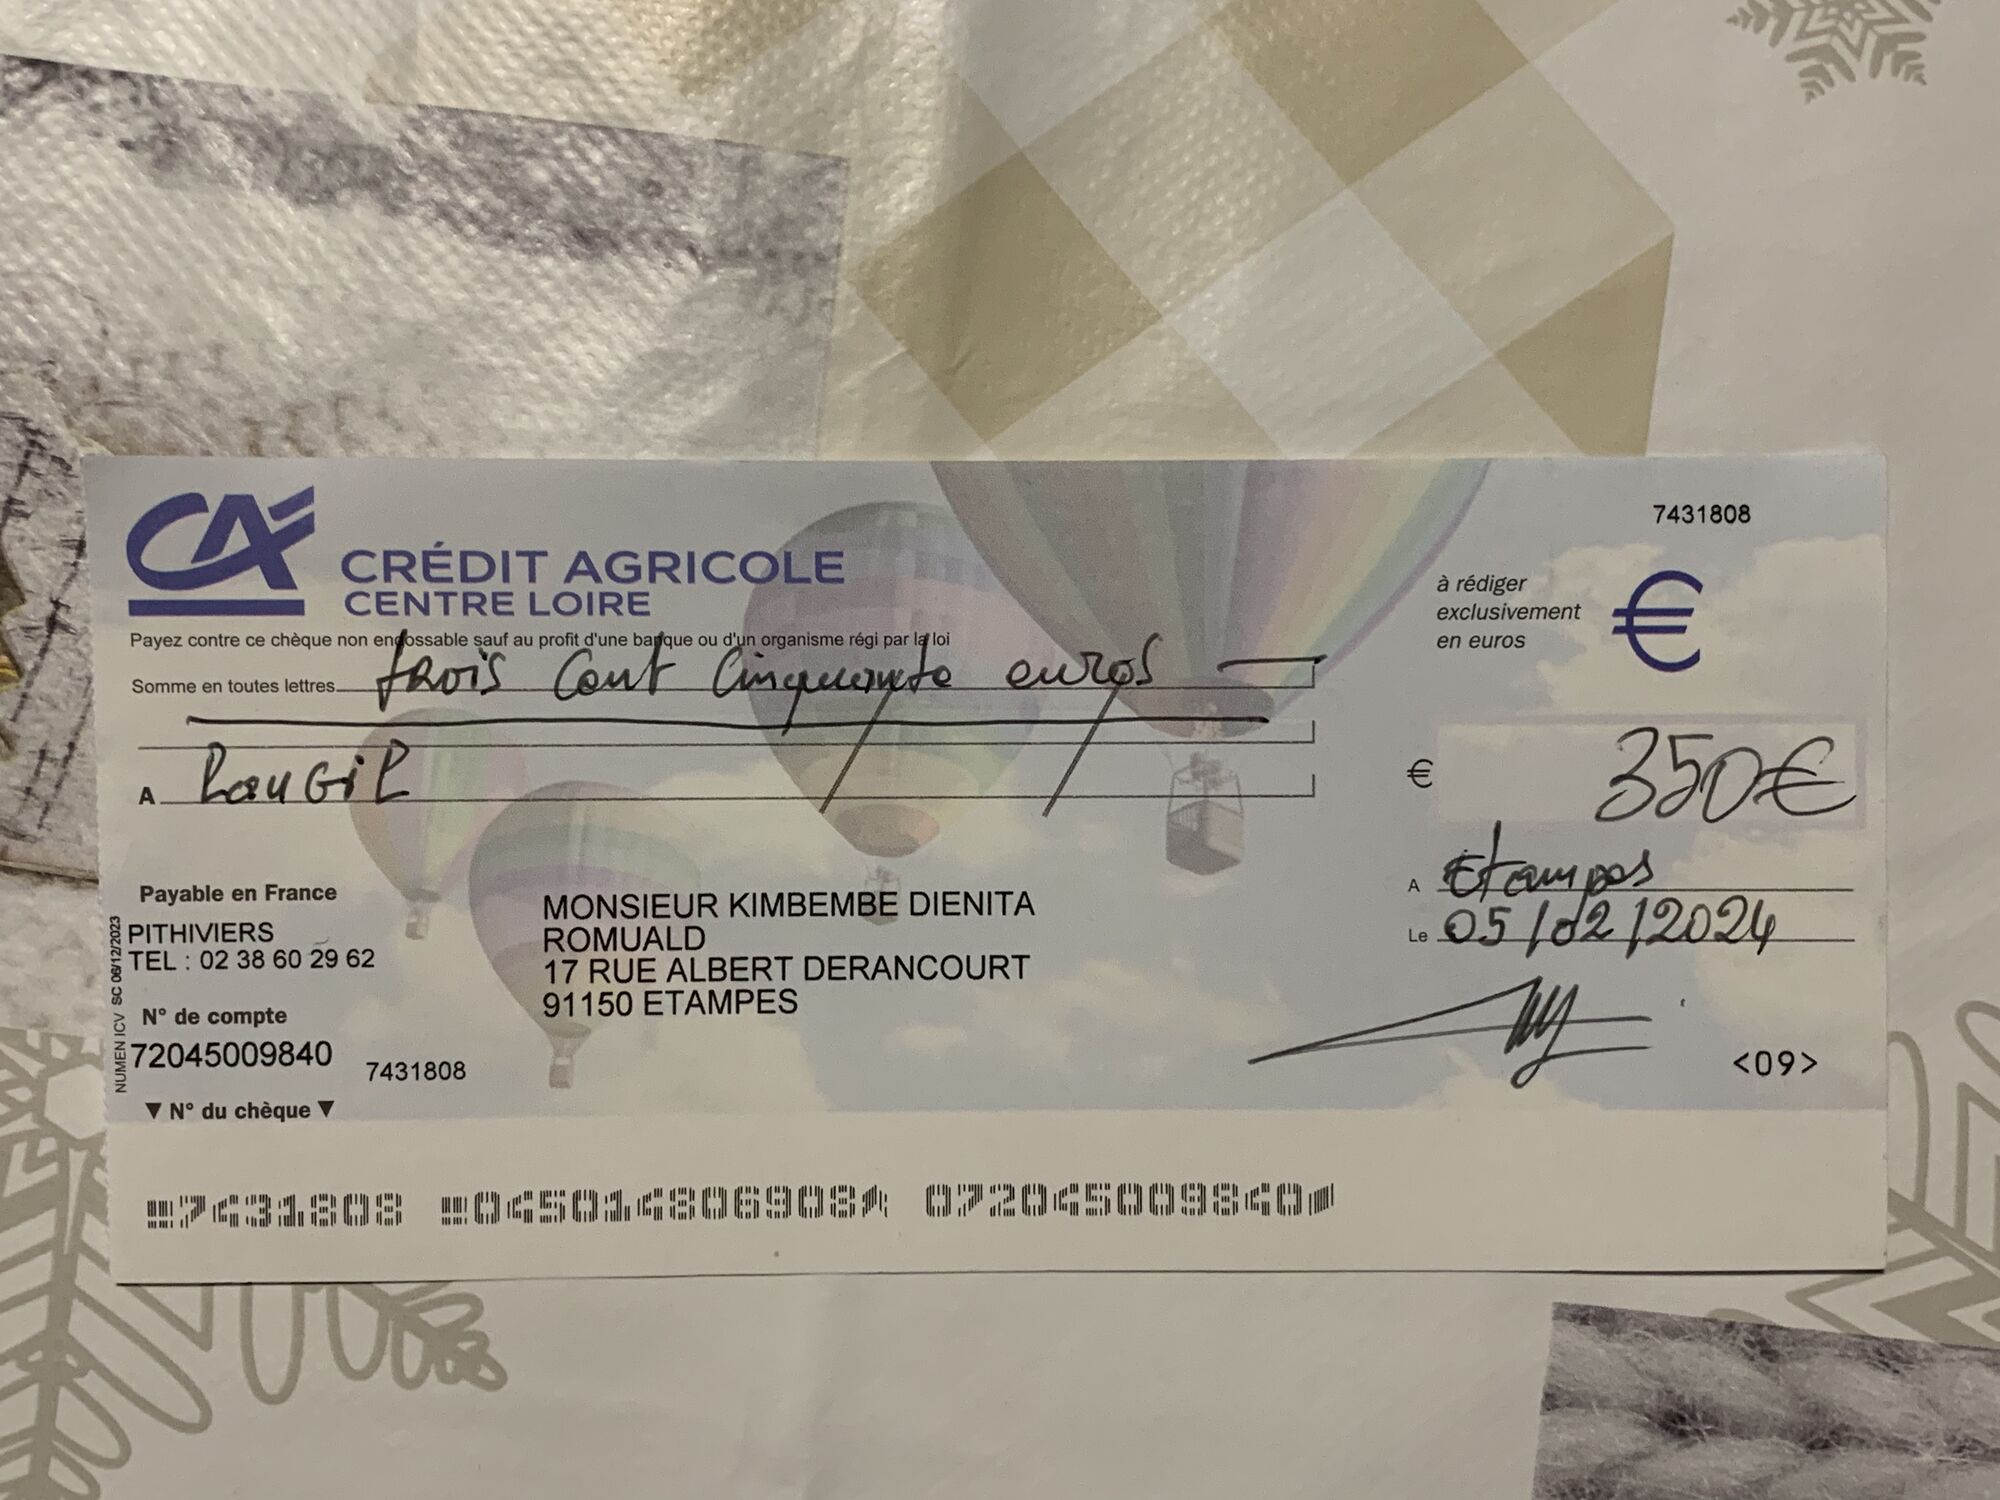 7431808
CA
CRÉDIT AGRICOLE
CENTRE LOIRE
à rédiger
exclusivement
en euros
€
Payez contre ce chèque non endossable sauf au profit d'une banque ou d'un organisme régi par la loi
Somme en toutes lettres trois cent cinquante euros
€ 350€
A LauGiL
A Etampes
Le 05/02/2024
Payable en France
PITHIVIERS
TEL : 02 38 60 29 62
MONSIEUR KIMBEMBE DIENITA
ROMUALD
17 RUE ALBERT DERANCOURT
91150 ETAMPES
N° de compte
72045009840
7431808
▼ N° du chèque ▼
<09>
NUMEN ICV SC 06/12/2023
7431808 045014806908 072045009840